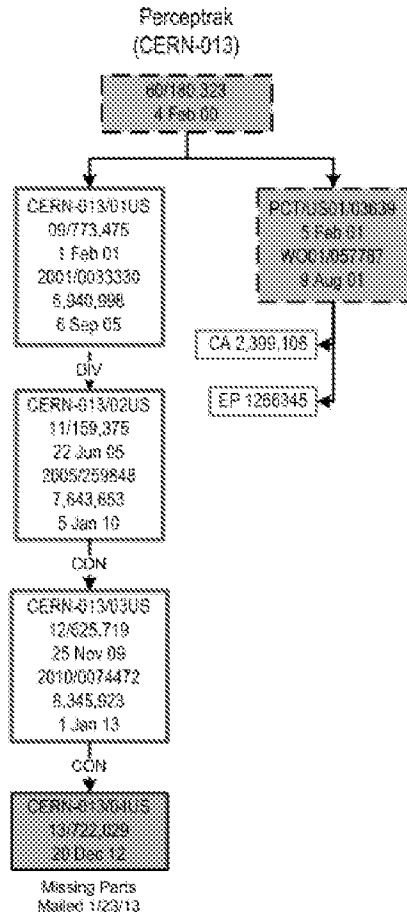 Perceptrak
(CERN-013)
60/180,323
4 Feb 00
CERN-013/01US
09/773,475
1 Feb 01
2001/0033330
6,940,998
6 Sep 05
PCT/US01/03639
5 Feb 01
WO01/057787
9 Aug 01
CA 2,399,106
EP 1266345
DIV
CERN-013/02US
11/159,375
22 Jun 05
2005/259848
7,643,653
5 Jan 10
CON
CERN-013/03US
12/625,719
25 Nov 09
2010/0074472
8,345,923
1 Jan 13
CON
CERN-013/04US
13/722,629
20 Dec 12
Missing Parts
Mailed 1/23/13